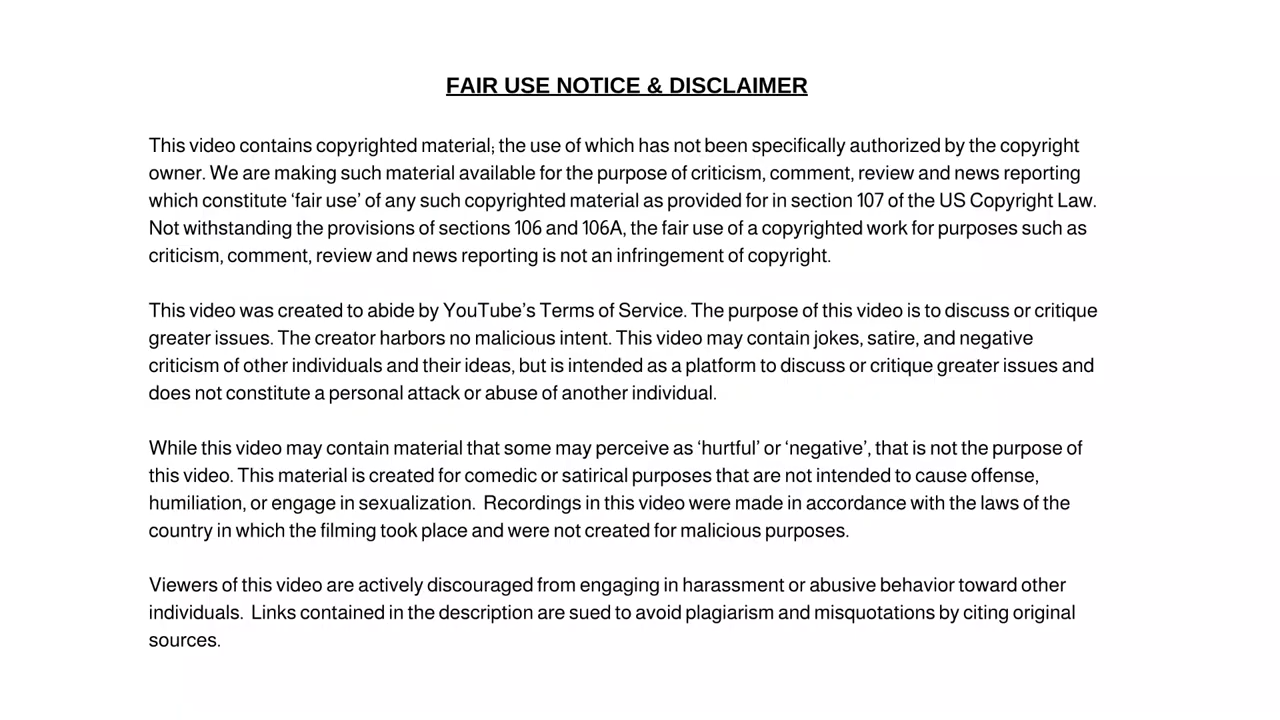 FAIR USE NOTICE & DISCLAIMER
This video contains copyrighted material; the use of which has not been specifically authorized by the copyright
owner. We are making such material available for the purpose of criticism, comment, review and news reporting
which constitute ‘fair use’ of any such copyrighted material as provided for in section 107 of the US Copyright Law.
Not withstanding the provisions of sections 106 and 106A, the fair use of a copyrighted work for purposes such as
criticism, comment, review and news reporting is not an infringement of copyright.
This video was created to abide by YouTube’s Terms of Service. The purpose of this video is to discuss or critique
greater issues. The creator harbors no malicious intent. This video may contain jokes, satire, and negative
criticism of other individuals and their ideas, but is intended as a platform to discuss or critique greater issues and
does not constitute a personal attack or abuse of another individual.
While this video may contain material that some may perceive as ‘hurtful’ or ‘negative’, that is not the purpose of
this video. This material is created for comedic or satirical purposes that are not intended to cause offense,
humiliation, or engage in sexualization.  Recordings in this video were made in accordance with the laws of the
country in which the filming took place and were not created for malicious purposes.
Viewers of this video are actively discouraged from engaging in harassment or abusive behavior toward other
individuals.  Links contained in the description are sued to avoid plagiarism and misquotations by citing original
sources.